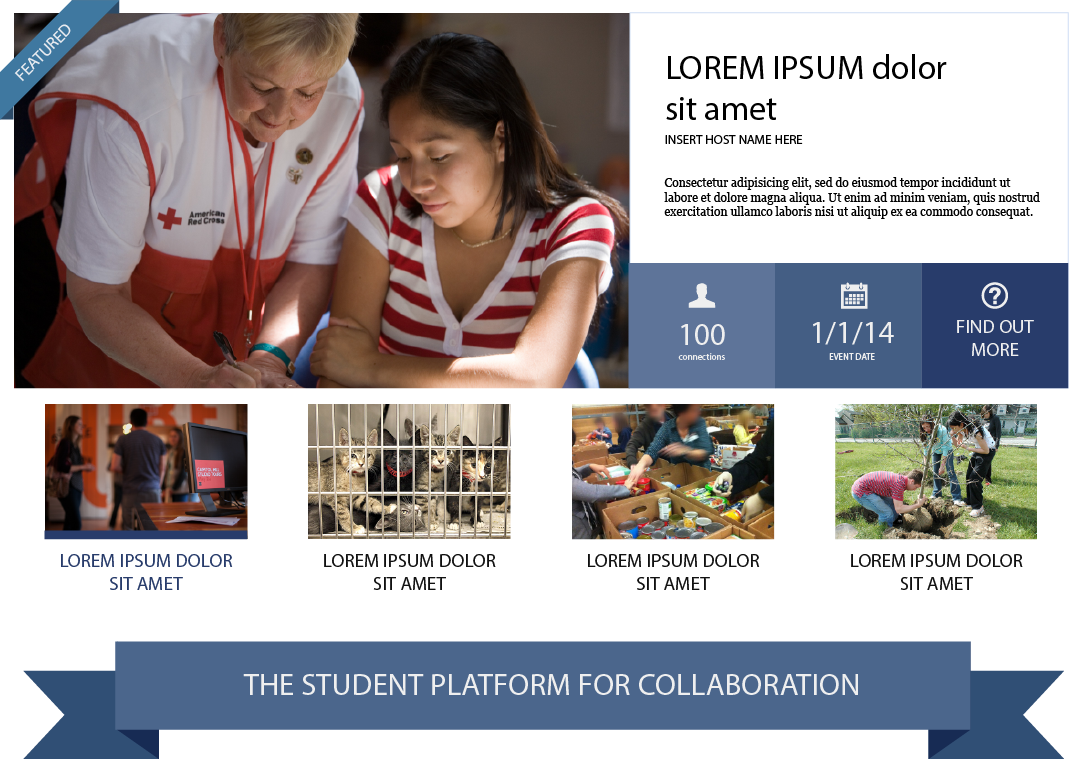 FEATURED
American
Red Cross
LOREM IPSUM dolor
sit amet
INSERT HOST NAME HERE
Consectetur adipisicing elit, sed do eiusmod tempor incididunt ut
labore et dolore magna aliqua. Ut enim ad minim veniam, quis nostrud
exercitation ullamco laboris nisi ut aliquip ex ea commodo consequat.
100
connections
1/1/14
EVENT DATE
FIND OUT
MORE
LOREM IPSUM DOLOR
SIT AMET
LOREM IPSUM DOLOR
SIT AMET
LOREM IPSUM DOLOR
SIT AMET
LOREM IPSUM DOLOR
SIT AMET
THE STUDENT PLATFORM FOR COLLABORATION